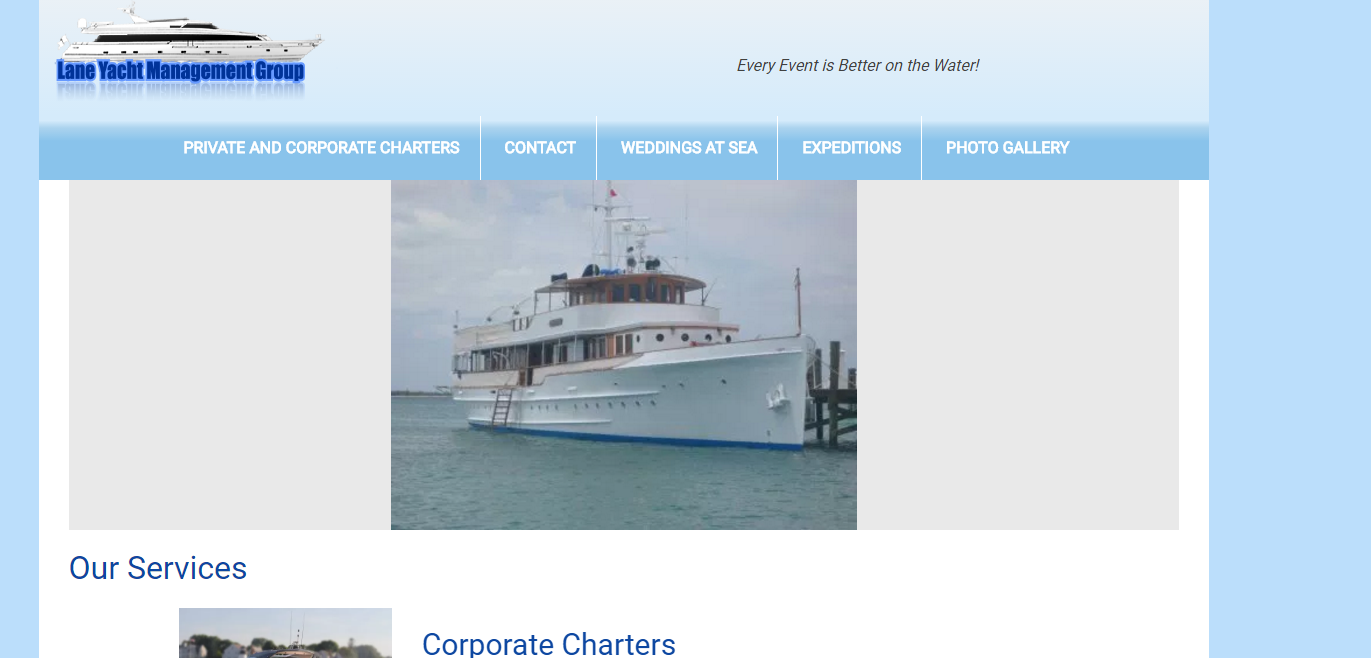 Lane Yacht Management Group
Every Event is Better on the Water!
PRIVATE AND CORPORATE CHARTERS
CONTACT
WEDDINGS AT SEA
EXPEDITIONS
PHOTO GALLERY
Our Services
Corporate Charters